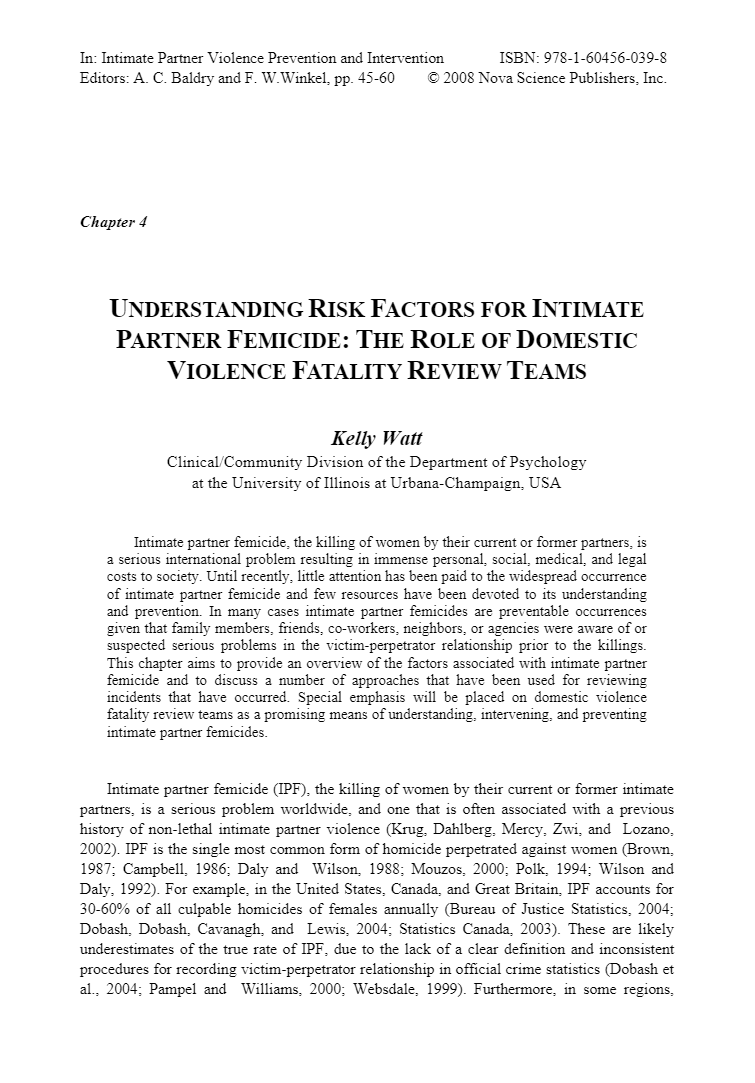 In: Intimate Partner Violence Prevention and Intervention ISBN: 978-1-60456-039-8
Editors: A. C. Baldry and F. W.Winkel, pp. 45-60 © 2008 Nova Science Publishers, Inc.
Chapter 4
UNDERSTANDING RISK FACTORS FOR INTIMATE
PARTNER FEMICIDE: THE ROLE OF DOMESTIC
VIOLENCE FATALITY REVIEW TEAMS
Kelly Watt
Clinical/Community Division of the Department of Psychology
at the University of Illinois at Urbana-Champaign, USA
Intimate partner femicide, the killing of women by their current or former partners, is
a serious international problem resulting in immense personal, social, medical, and legal
costs to society. Until recently, little attention has been paid to the widespread occurrence
of intimate partner femicide and few resources have been devoted to its understanding
and prevention. In many cases intimate partner femicides are preventable occurrences
given that family members, friends, co-workers, neighbors, or agencies were aware of or
suspected serious problems in the victim-perpetrator relationship prior to the killings.
This chapter aims to provide an overview of the factors associated with intimate partner
femicide and to discuss a number of approaches that have been used for reviewing
incidents that have occurred. Special emphasis will be placed on domestic violence
fatality review teams as a promising means of understanding, intervening, and preventing
intimate partner femicides.
Intimate partner femicide (IPF), the killing of women by their current or former intimate
partners, is a serious problem worldwide, and one that is often associated with a previous
history of non-lethal intimate partner violence (Krug, Dahlberg, Mercy, Zwi, and Lozano,
2002). IPF is the single most common form of homicide perpetrated against women (Brown,
1987; Campbell, 1986; Daly and Wilson, 1988; Mouzos, 2000; Polk, 1994; Wilson and
Daly, 1992). For example, in the United States, Canada, and Great Britain, IPF accounts for
30-60% of all culpable homicides of females annually (Bureau of Justice Statistics, 2004;
Dobash, Dobash, Cavanagh, and Lewis, 2004; Statistics Canada, 2003). These are likely
underestimates of the true rate of IPF, due to the lack of a clear definition and inconsistent
procedures for recording victim-perpetrator relationship in official crime statistics (Dobash et
al., 2004; Pampel and Williams, 2000; Websdale, 1999). Furthermore, in some regions,